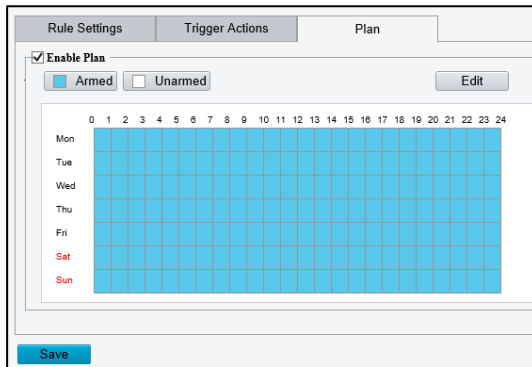 Rule Settings Trigger Actions Plan
Enable Plan
Armed Unarmed Edit
0 1 2 3 4 5 6 7 8 9 10 11 12 13 14 15 16 17 18 19 20 21 22 23 24
Mon
Tue
Wed
Thu
Fri
Sat
Sun
Save